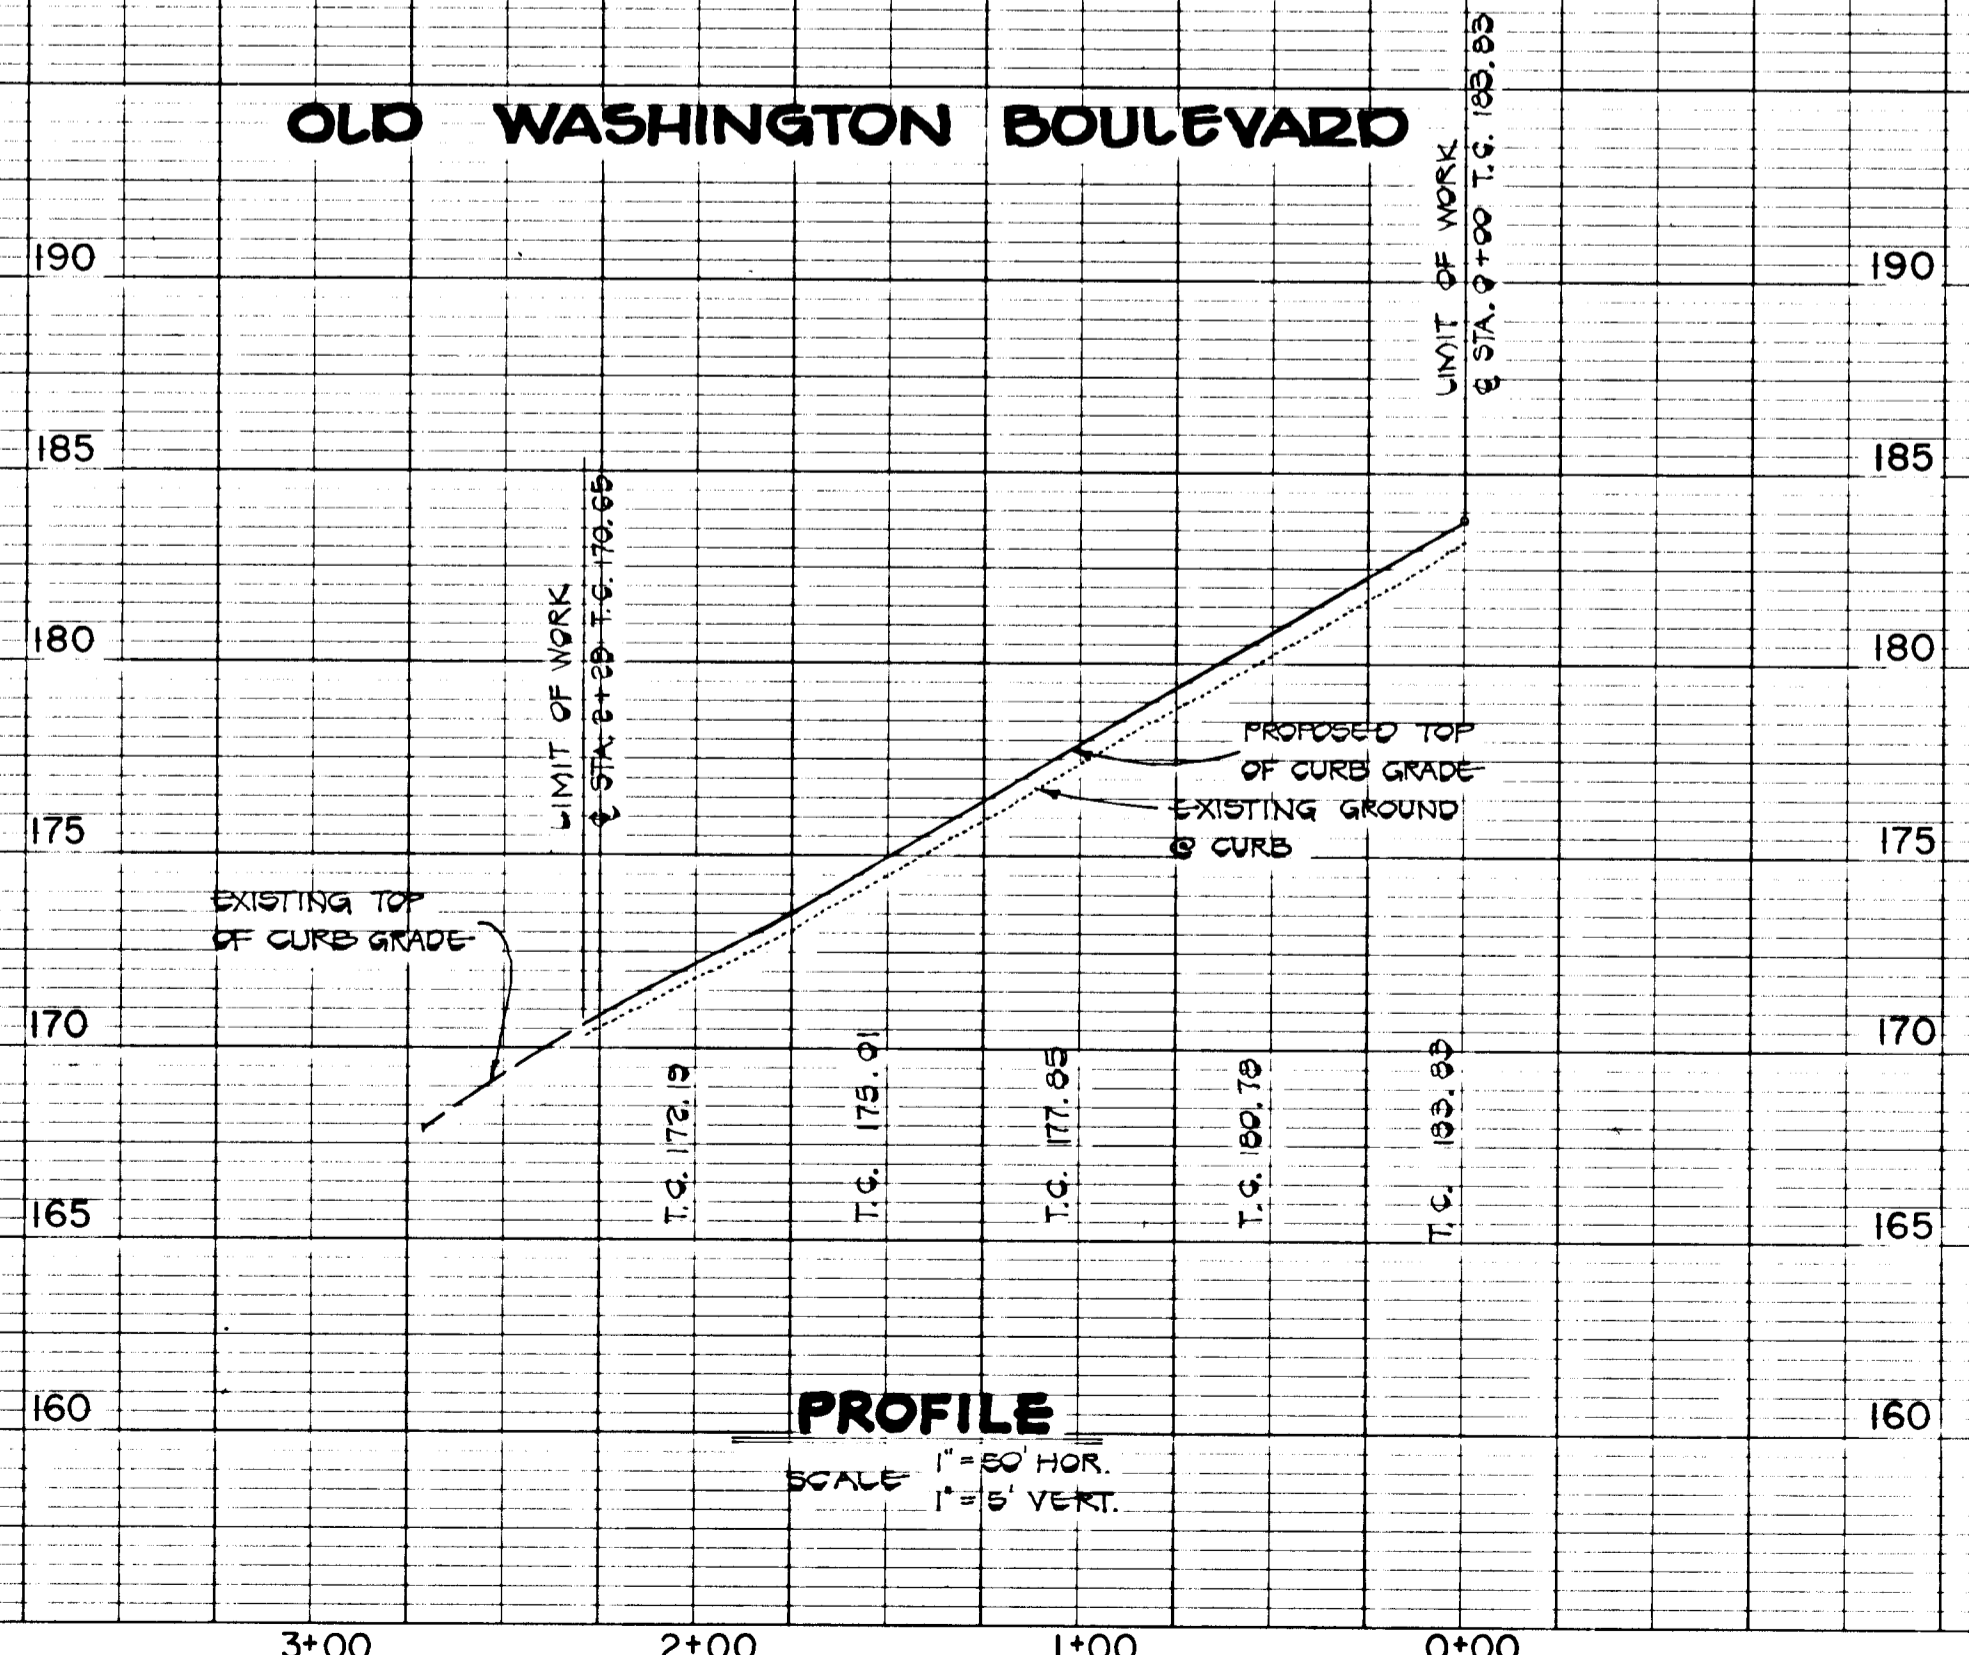 OLD WASHINGTON BOULEVARD
LIMIT OF WORK
℄ STA. 0+00 T.C. 183.83
190
190
185
185
LIMIT OF WORK
℄ STA. 2+29 T.C. 170.65
180
180
PROPOSED TOP
OF CURB GRADE
EXISTING GROUND
@ CURB
175
175
EXISTING TOP
OF CURB GRADE
170
170
T.C. 172.19
T.C. 175.01
T.C. 177.85
T.C. 180.78
T.C. 183.83
165
165
160
160
PROFILE
SCALE 1"=50' HOR.
1"=5' VERT.
3+00 2+00 1+00 0+00